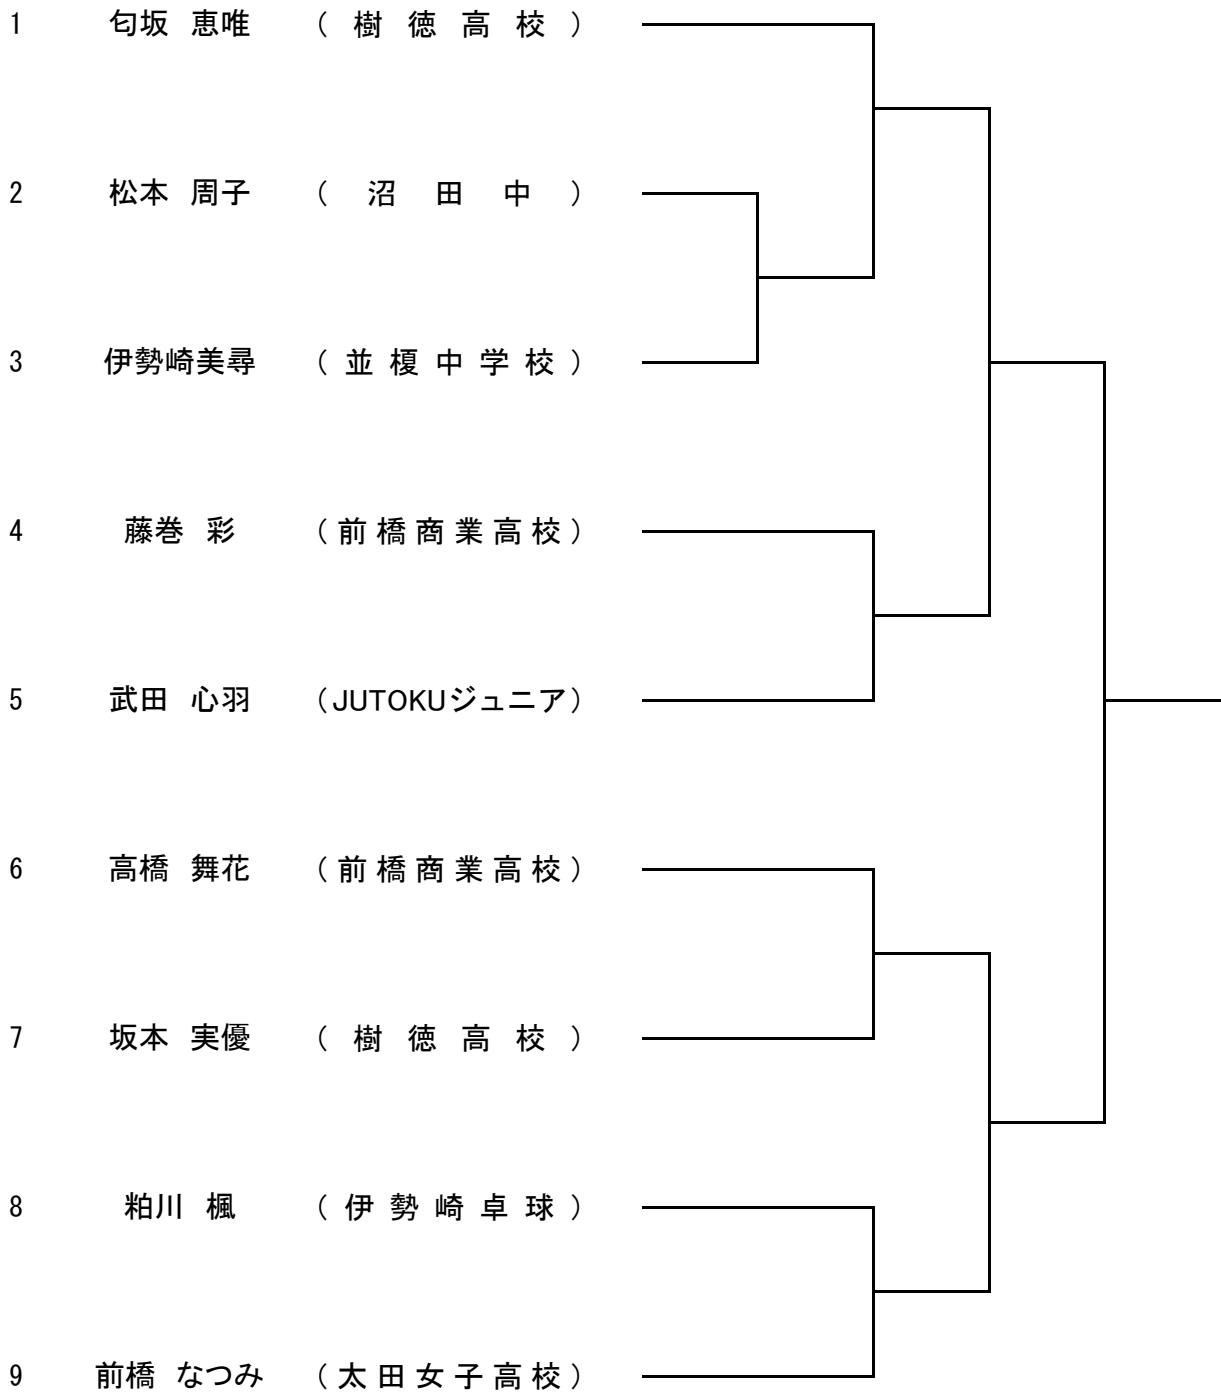 1 匂坂 恵唯 （ 樹 徳 高 校 ）
2 松本 周子 （ 沼 田 中 ）
3 伊勢崎美尋 （ 並 榎 中 学 校 ）
4 藤巻 彩 （ 前 橋 商 業 高 校 ）
5 武田 心羽 （JUTOKUジュニア）
6 高橋 舞花 （ 前 橋 商 業 高 校 ）
7 坂本 実優 （ 樹 徳 高 校 ）
8 粕川 楓 （ 伊 勢 崎 卓 球 ）
9 前橋 なつみ （ 太 田 女 子 高 校 ）